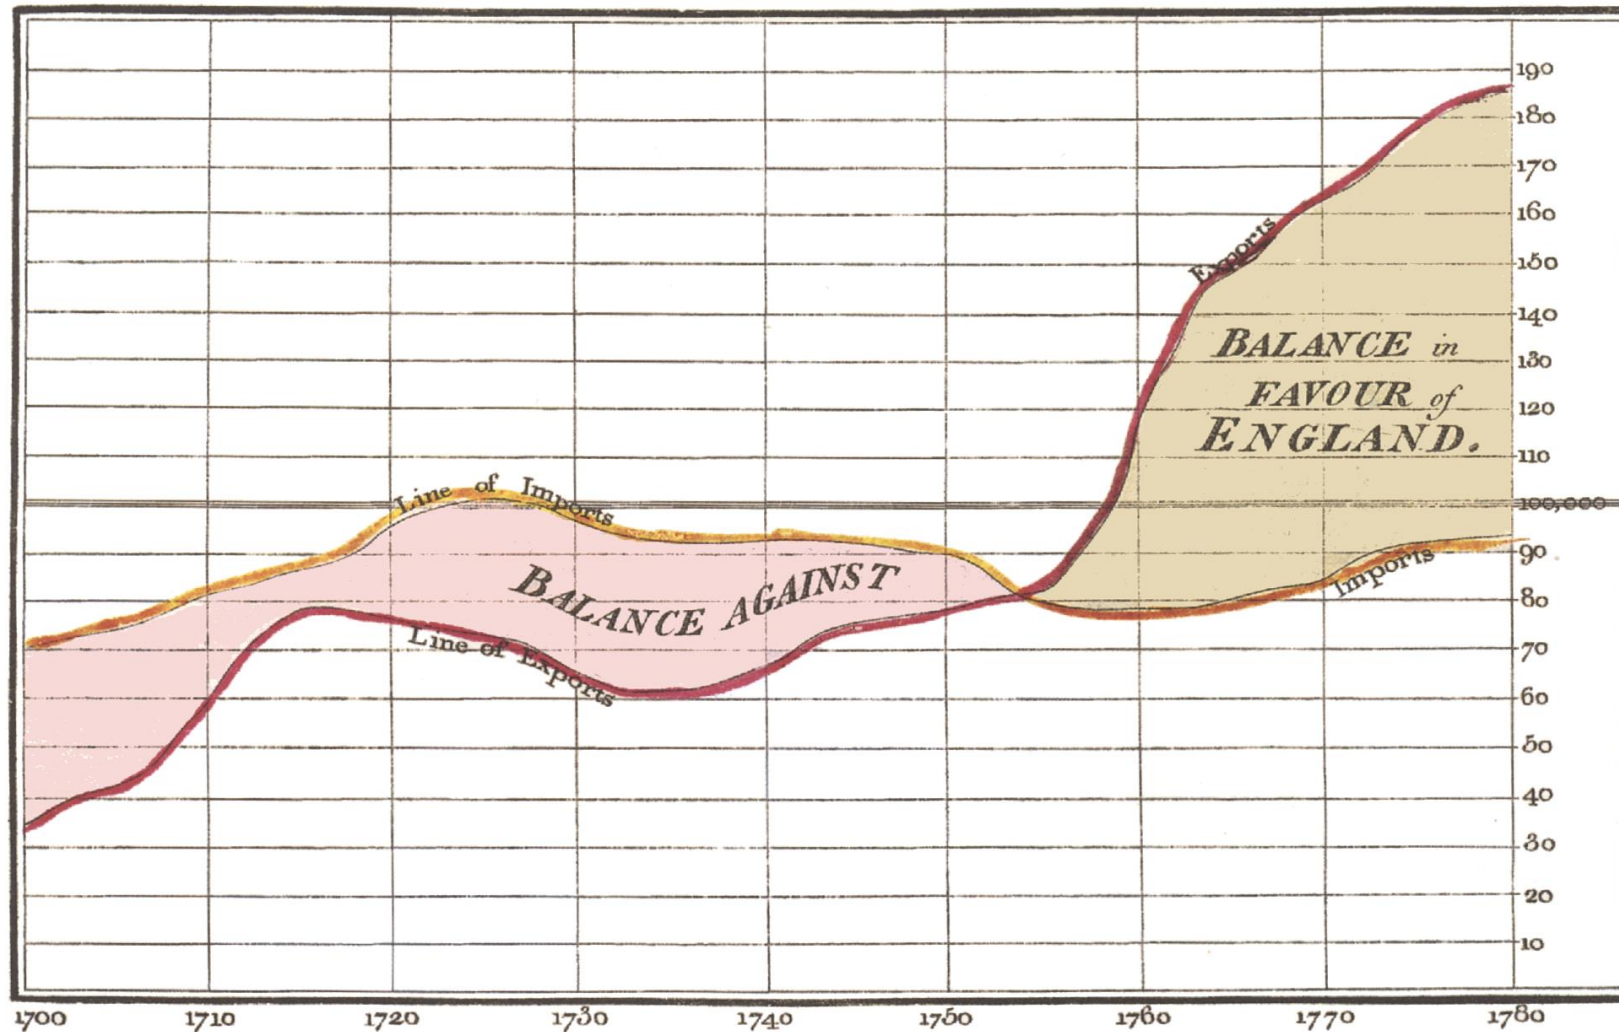 190
180
170
160
150
140
130
120
110
100,000
90
80
70
60
50
40
30
20
10
Exports
BALANCE in
FAVOUR of
ENGLAND.
Line of Imports
BALANCE AGAINST
Imports
Line of Exports
1700 1710 1720 1730 1740 1750 1760 1770 1780